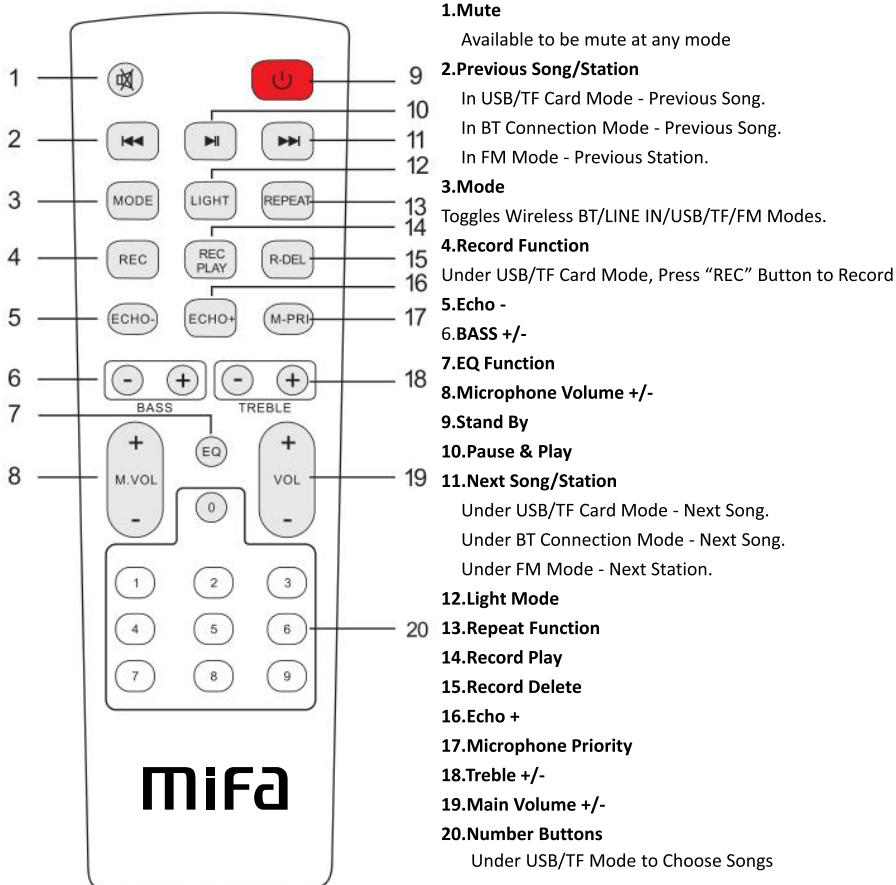 1
9
10
2
11
12
3
MODE
LIGHT
REPEAT
13
14
4
REC
REC
PLAY
R-DEL
15
16
5
ECHO-
ECHO+
M-PRI
17
6
-
+
-
+
18
BASS
TREBLE
7
+
EQ
+
8
M.VOL
VOL
19
-
0
-
1
2
3
4
5
6
20
7
8
9
mifa
1.Mute
Available to be mute at any mode
2.Previous Song/Station
In USB/TF Card Mode - Previous Song.
In BT Connection Mode - Previous Song.
In FM Mode - Previous Station.
3.Mode
Toggles Wireless BT/LINE IN/USB/TF/FM Modes.
4.Record Function
Under USB/TF Card Mode, Press “REC” Button to Record
5.Echo -
6.BASS +/-
7.EQ Function
8.Microphone Volume +/-
9.Stand By
10.Pause & Play
11.Next Song/Station
Under USB/TF Card Mode - Next Song.
Under BT Connection Mode - Next Song.
Under FM Mode - Next Station.
12.Light Mode
13.Repeat Function
14.Record Play
15.Record Delete
16.Echo +
17.Microphone Priority
18.Treble +/-
19.Main Volume +/-
20.Number Buttons
Under USB/TF Mode to Choose Songs